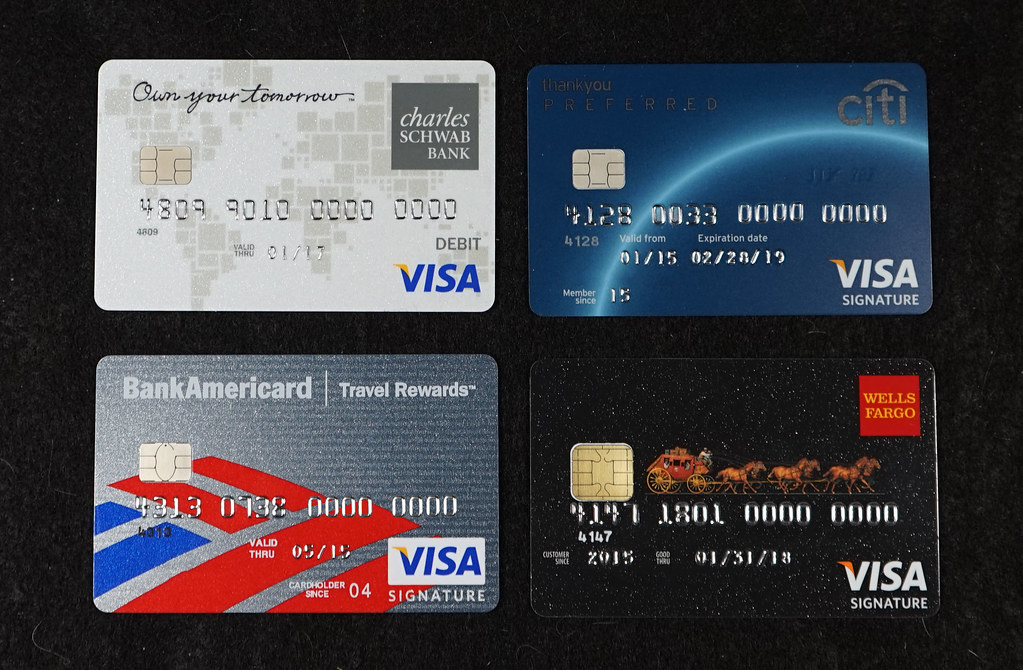 Own your tomorrow™
charles
SCHWAB
BANK
4809 9010 0000 0000
4809
DEBIT
VALID
THRU
VISA
thankyou
PREFERRED
citi
4128 0033 0000 0000
4128
Valid from Expiration date
01/15 02/28/19
Member
since 15
VISA
SIGNATURE
BankAmericard Travel Rewards™
4313 0738 0000 0000
4313
VALID
THRU 05/15
CARDHOLDER
SINCE 04
VISA
SIGNATURE
WELLS
FARGO
4147 1801 0000 0000
4147
CUSTOMER
SINCE 2015 GOOD
THRU 01/31/18
VISA
SIGNATURE